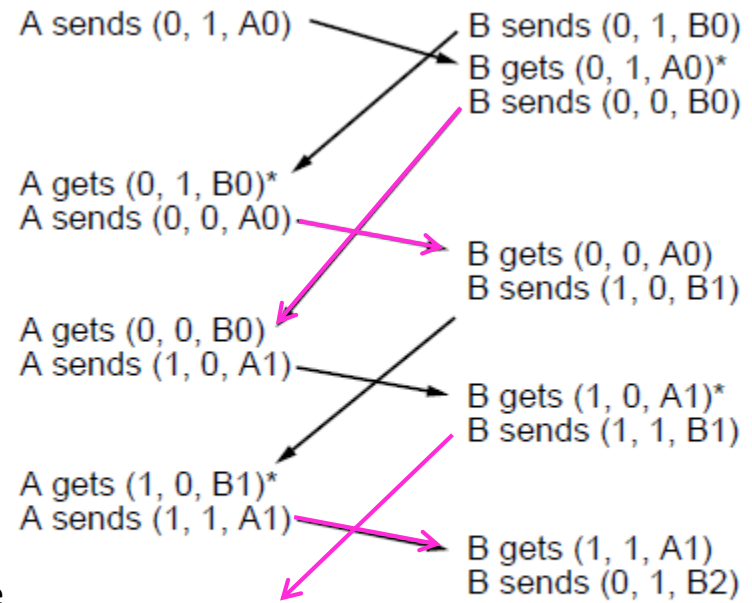 A sends (0, 1, A0)
B sends (0, 1, B0)
B gets (0, 1, A0)*
B sends (0, 0, B0)
A gets (0, 1, B0)*
A sends (0, 0, A0)
B gets (0, 0, A0)
B sends (1, 0, B1)
A gets (0, 0, B0)
A sends (1, 0, A1)
B gets (1, 0, A1)*
B sends (1, 1, B1)
A gets (1, 0, B1)*
A sends (1, 1, A1)
B gets (1, 1, A1)
B sends (0, 1, B2)
e